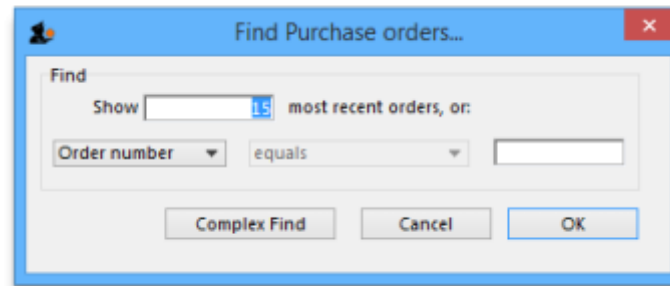 Find Purchase orders...
Find
Show 15 most recent orders, or:
Order number equals
Complex Find Cancel OK